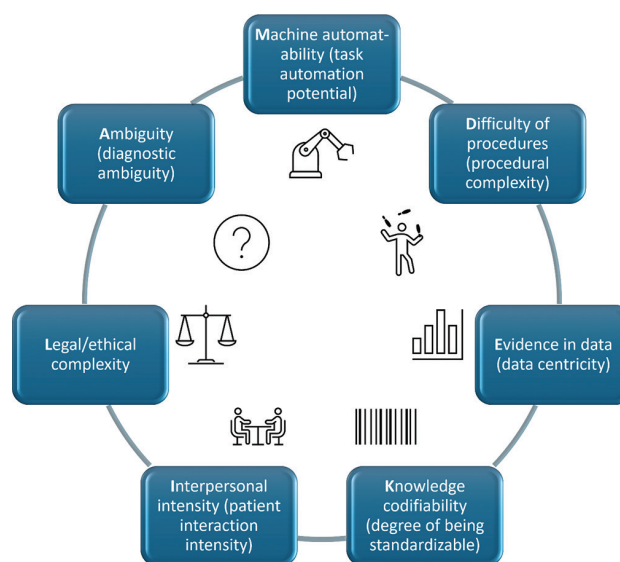 Machine automat-
ability (task
automation
potential)
Difficulty of
procedures
(procedural
complexity)
Evidence in data
(data centricity)
Knowledge
codifiability
(degree of being
standardizable)
Interpersonal
intensity (patient
interaction
intensity)
Legal/ethical
complexity
Ambiguity
(diagnostic
ambiguity)
?